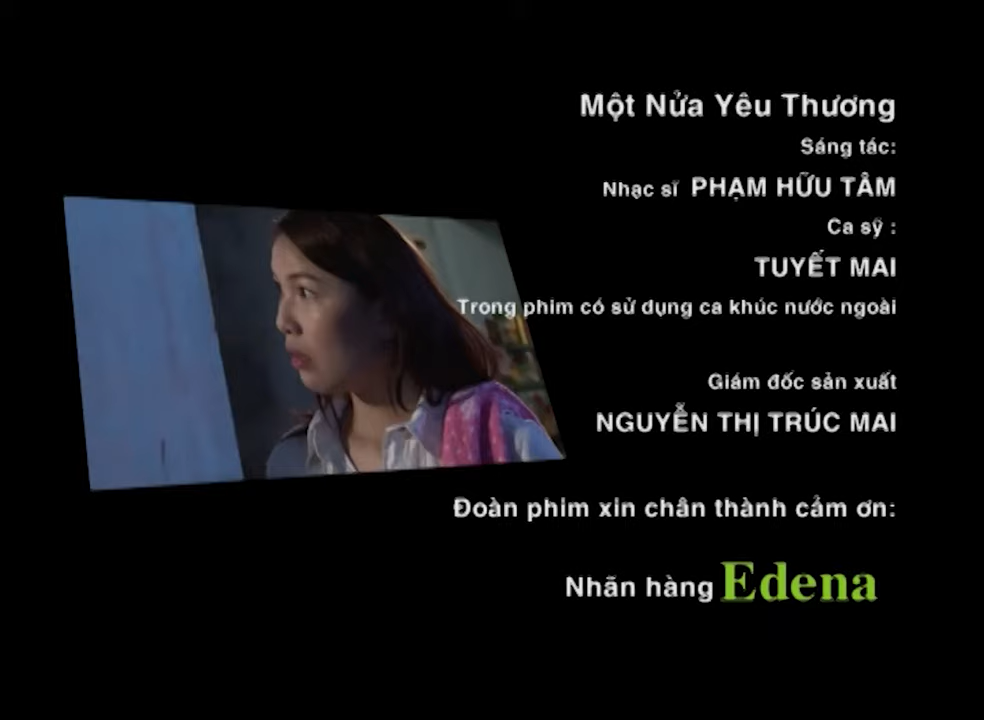 Một Nửa Yêu Thương
Sáng tác:
Nhạc sĩ PHẠM HỮU TÂM
Ca sỹ :
TUYẾT MAI
Trong phim có sử dụng ca khúc nước ngoài
Giám đốc sản xuất
NGUYỄN THỊ TRÚC MAI
Đoàn phim xin chân thành cảm ơn:
Nhãn hàng Edena